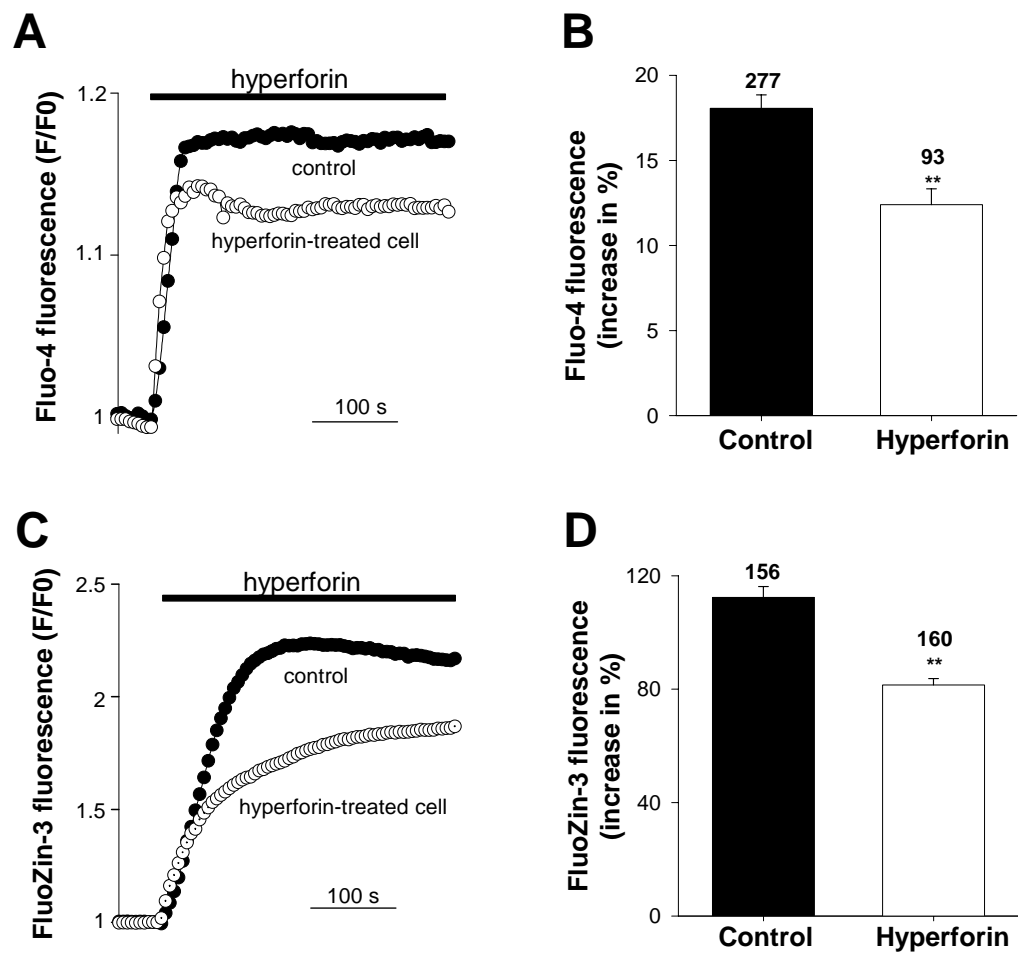 A
hyperforin
Fluo-4 fluorescence (F/F0)
1.2
1.1
1
control
hyperforin-treated cell
100 s
B
Fluo-4 fluorescence
(increase in %)
20
15
10
5
0
277
93
**
Control
Hyperforin
C
hyperforin
FluoZin-3 fluorescence (F/F0)
2.5
2
1.5
1
control
hyperforin-treated cell
100 s
D
FluoZin-3 fluorescence
(increase in %)
120
80
40
0
156
160
**
Control
Hyperforin